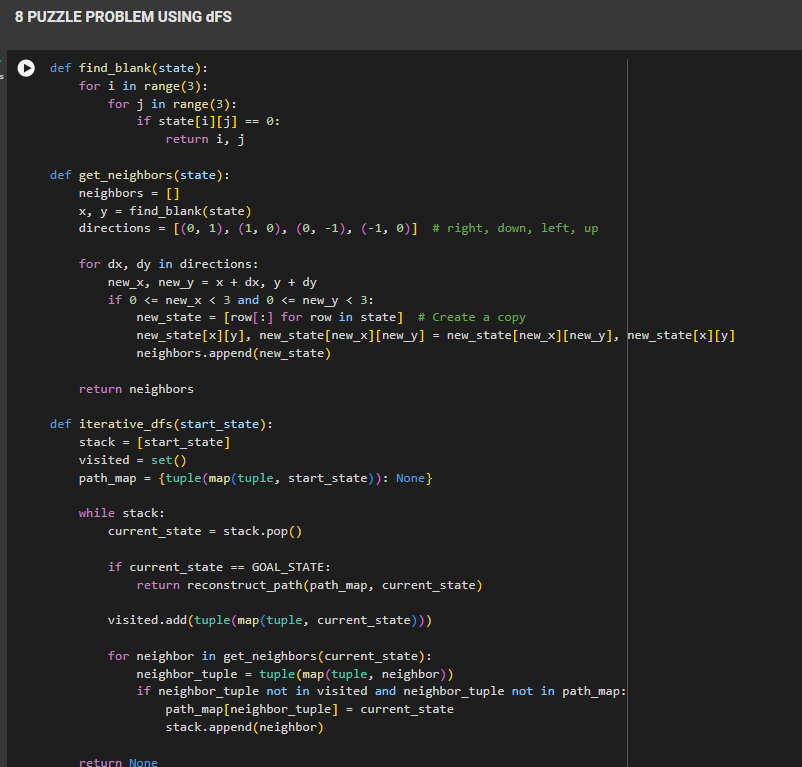 8 PUZZLE PROBLEM USING dFS
def find_blank(state):
    for i in range(3):
        for j in range(3):
            if state[i][j] == 0:
                return i, j
def get_neighbors(state):
    neighbors = []
    x, y = find_blank(state)
    directions = [(0, 1), (1, 0), (0, -1), (-1, 0)]  # right, down, left, up
    for dx, dy in directions:
        new_x, new_y = x + dx, y + dy
        if 0 <= new_x < 3 and 0 <= new_y < 3:
            new_state = [row[:] for row in state]  # Create a copy
            new_state[x][y], new_state[new_x][new_y] = new_state[new_x][new_y], new_state[x][y]
            neighbors.append(new_state)
    return neighbors
def iterative_dfs(start_state):
    stack = [start_state]
    visited = set()
    path_map = {tuple(map(tuple, start_state)): None}
    while stack:
        current_state = stack.pop()
        if current_state == GOAL_STATE:
            return reconstruct_path(path_map, current_state)
        visited.add(tuple(map(tuple, current_state)))
        for neighbor in get_neighbors(current_state):
            neighbor_tuple = tuple(map(tuple, neighbor))
            if neighbor_tuple not in visited and neighbor_tuple not in path_map:
                path_map[neighbor_tuple] = current_state
                stack.append(neighbor)
    return None